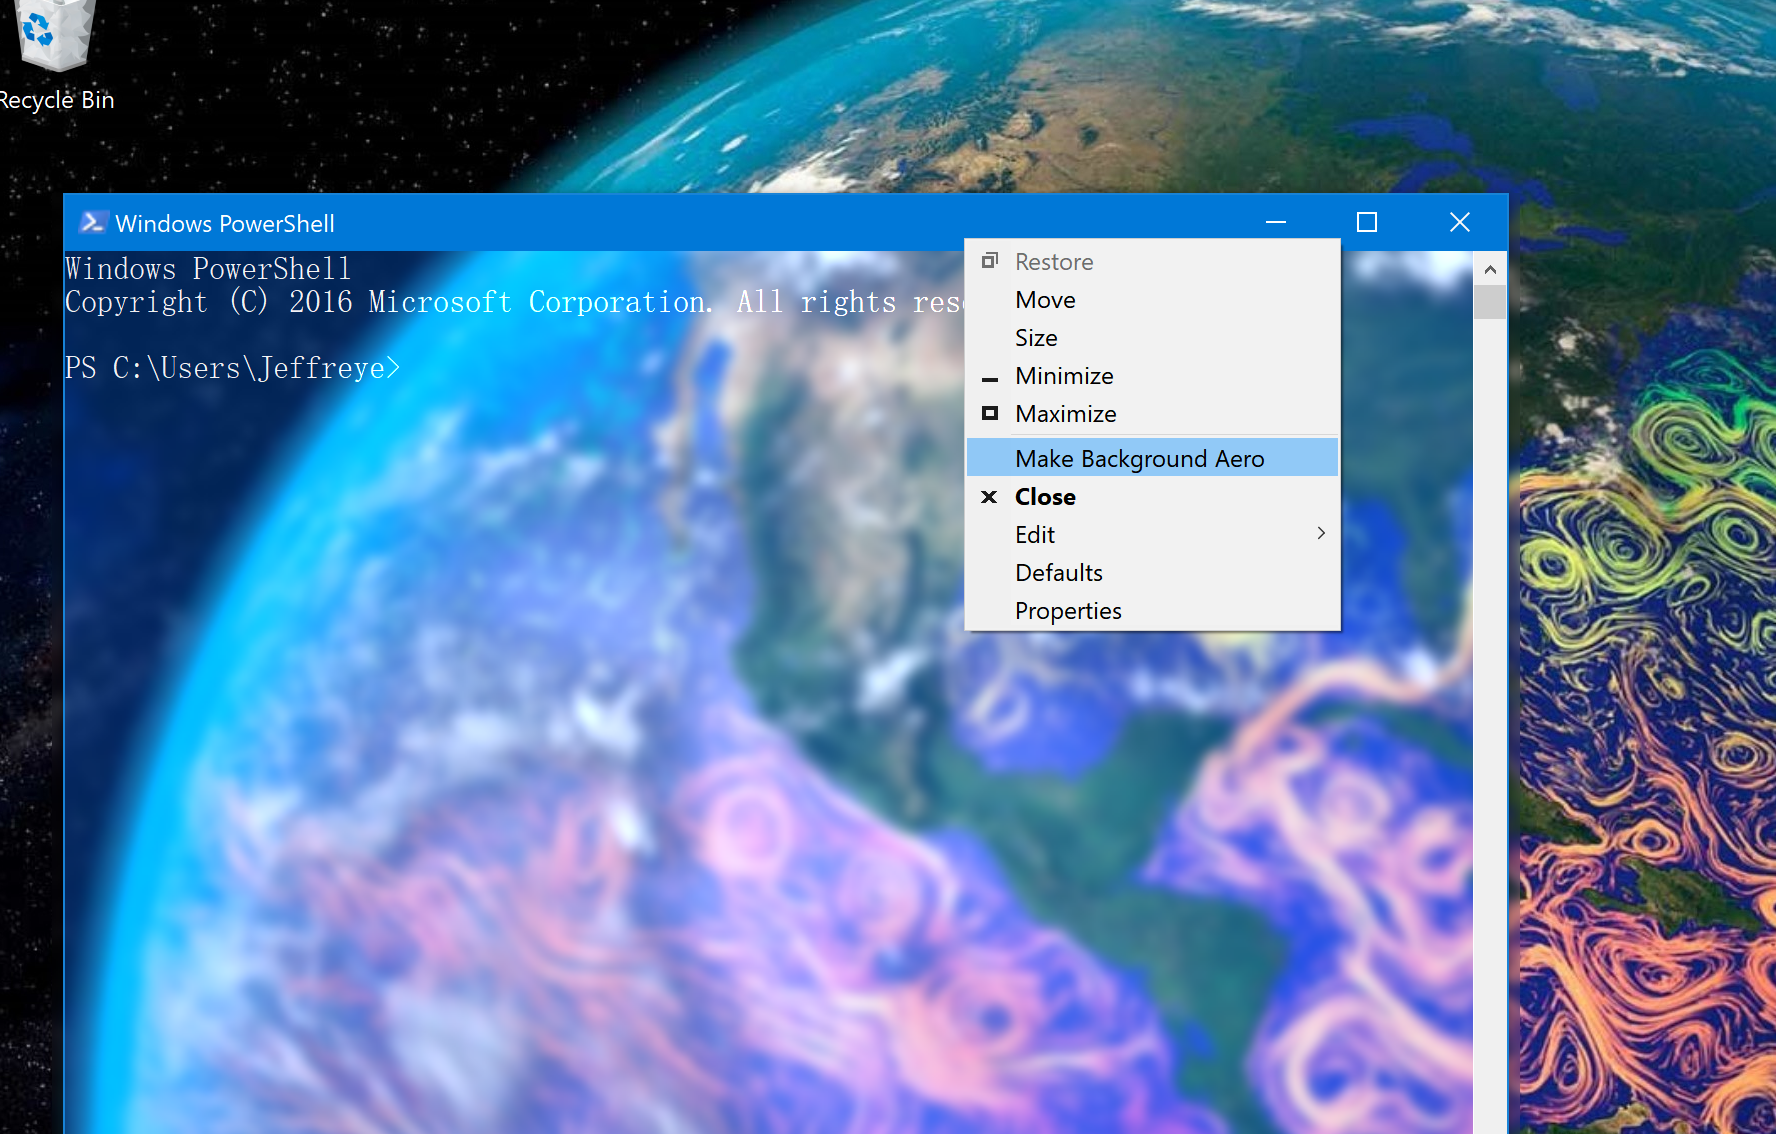 Recycle Bin
Windows PowerShell
Windows PowerShell
Copyright (C) 2016 Microsoft Corporation. All rights
PS C:\Users\Jeffreye>
Restore
Move
Size
Minimize
Maximize
Make Background Aero
Close
Edit
Defaults
Properties